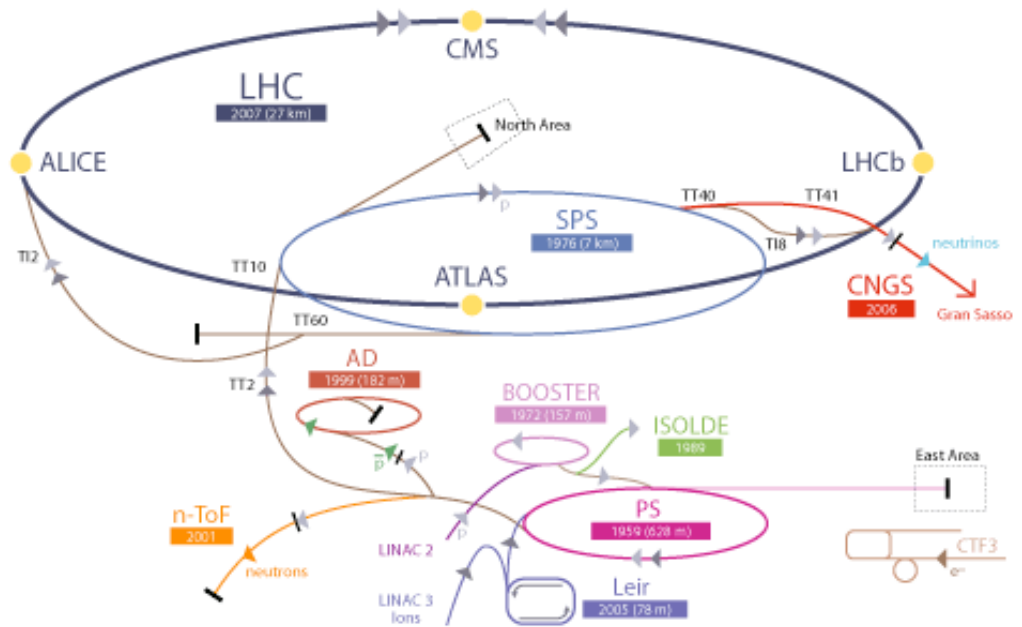 CMS
LHC
2007 (27 km)
North Area
ALICE
LHCb
p
TT40
TT41
SPS
1976 (7 km)
TI8
neutrinos
TI2
TT10
ATLAS
CNGS
2006
Gran Sasso
TT60
AD
1999 (182 m)
TT2
BOOSTER
1972 (157 m)
ISOLDE
1989
East Area
p
p
n-ToF
2001
neutrons
LINAC 2
p
PS
1959 (628 m)
CTF3
e-
LINAC 3
Ions
Leir
2005 (78 m)